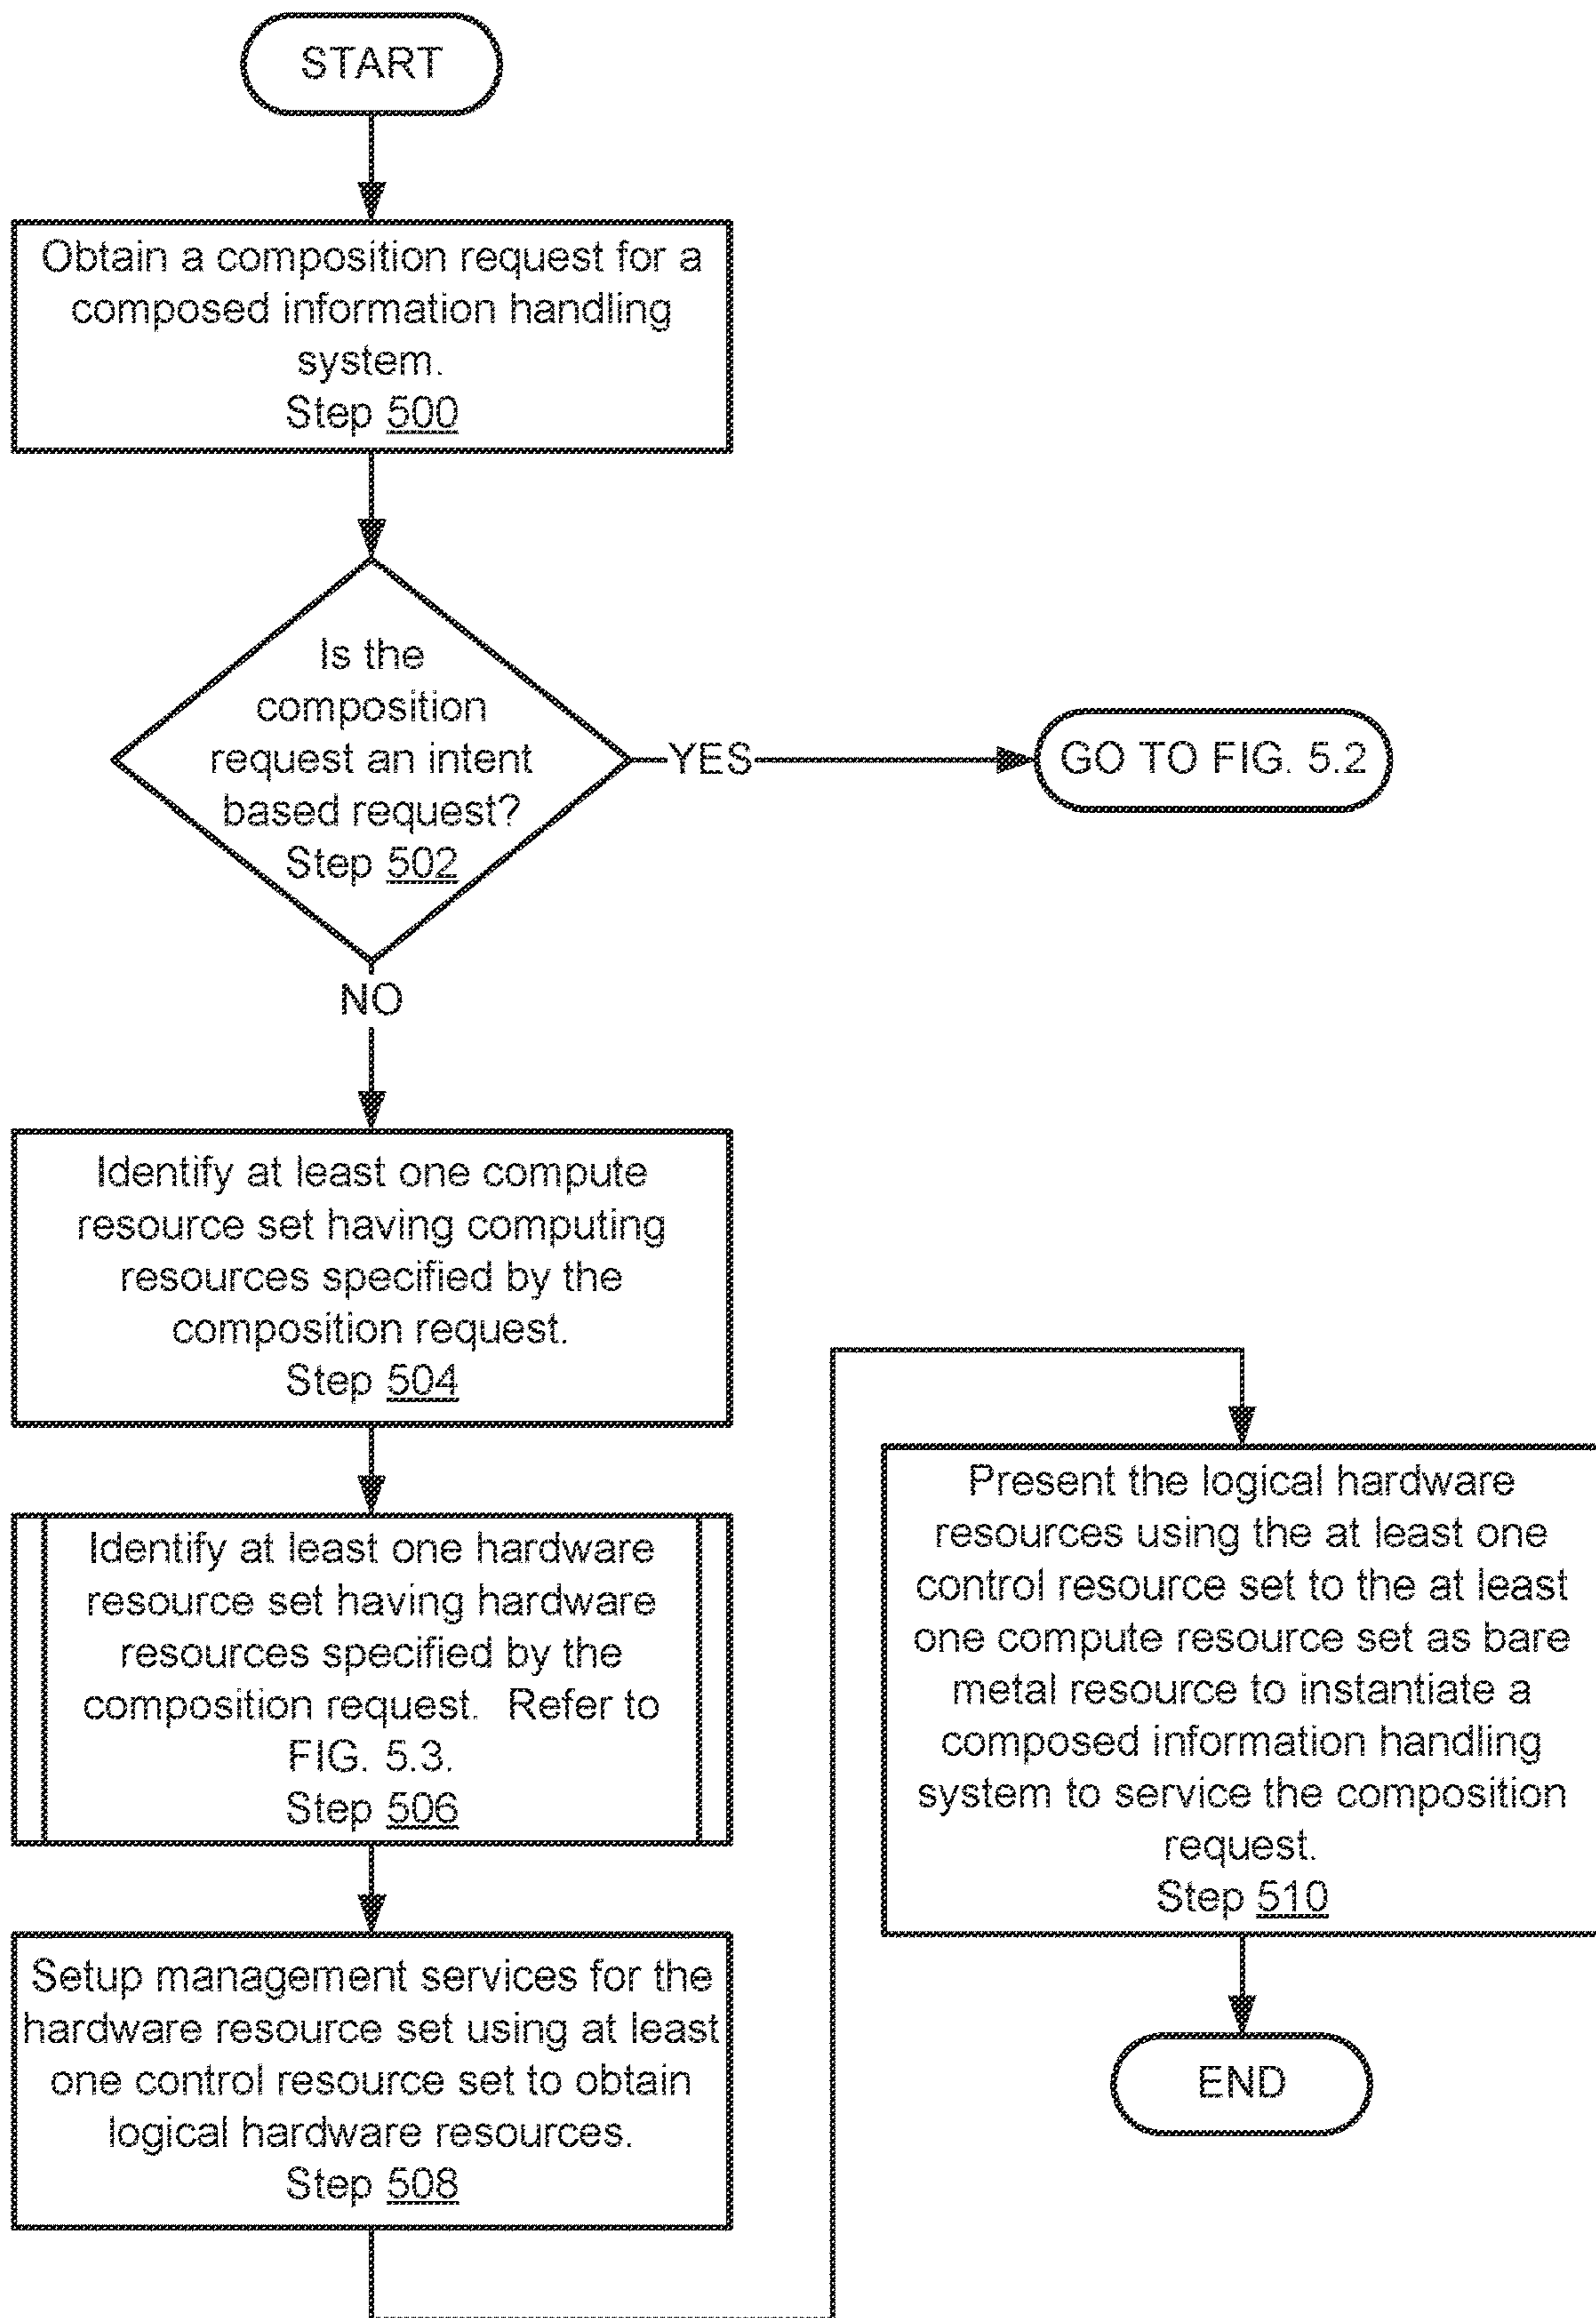 START
Obtain a composition request for a
composed information handling
system.
Step 500
Is the
composition
request an intent
based request?
Step 502
YES
GO TO FIG. 5.2
NO
Identify at least one compute
resource set having computing
resources specified by the
composition request.
Step 504
Identify at least one hardware
resource set having hardware
resources specified by the
composition request.  Refer to
FIG. 5.3.
Step 506
Setup management services for the
hardware resource set using at least
one control resource set to obtain
logical hardware resources.
Step 508
Present the logical hardware
resources using the at least one
control resource set to the at least
one compute resource set as bare
metal resource to instantiate a
composed information handling
system to service the composition
request.
Step 510
END